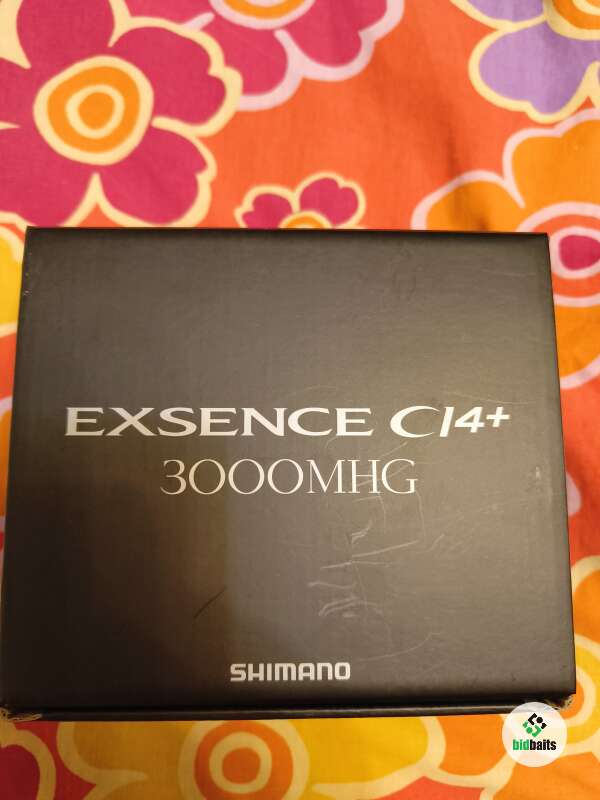 EXSENCE CI4+
3000MHG
SHIMANO
bidbaits